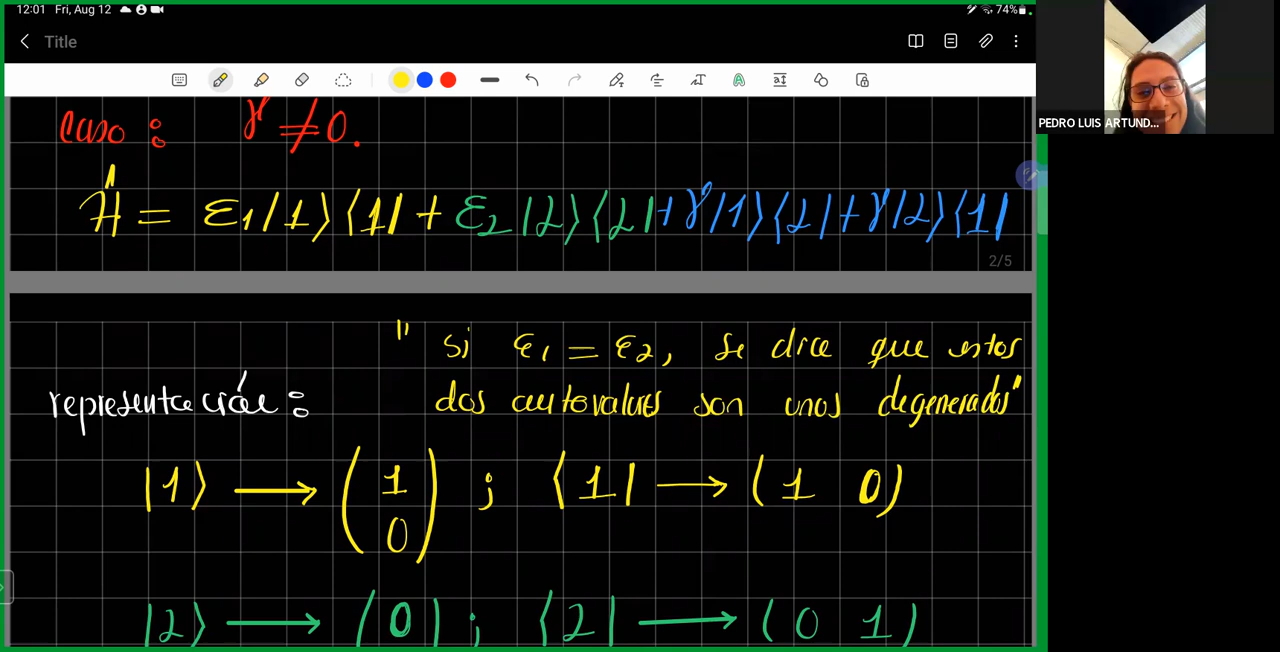 12:01 Fri, Aug 12 74%
Title
PEDRO LUIS ARTUND...
Caso: γ ≠ 0.
Ĥ = ε1|1⟩⟨1| + ε2|2⟩⟨2| + γ|1⟩⟨2| + γ|2⟩⟨1|
2/5
" si ε1 = ε2, se dice que estos
representación: dos autovalores son unos degenerados"
|1⟩ → (1 0) ; ⟨1| → (1 0)
|2⟩ → (0 ) ; ⟨2| → (0 1)